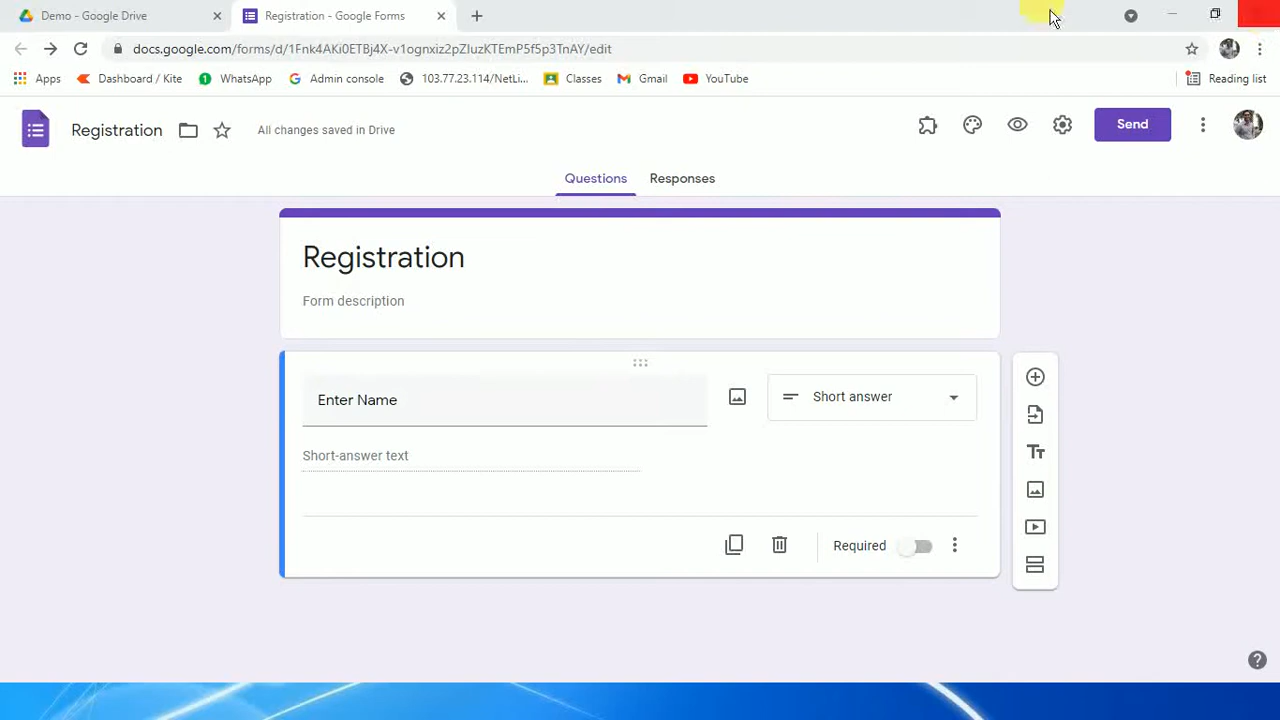 Demo - Google Drive
Registration - Google Forms
docs.google.com/forms/d/1Fnk4AKi0ETBj4X-v1ognxiz2pZIuzKTEmP5f5p3TnAY/edit
Apps
Dashboard / Kite
1
WhatsApp
Admin console
103.77.23.114/NetLi...
Classes
Gmail
YouTube
Reading list
Registration
All changes saved in Drive
Send
Questions
Responses
Registration
Form description
Enter Name
Short answer
Short-answer text
Required